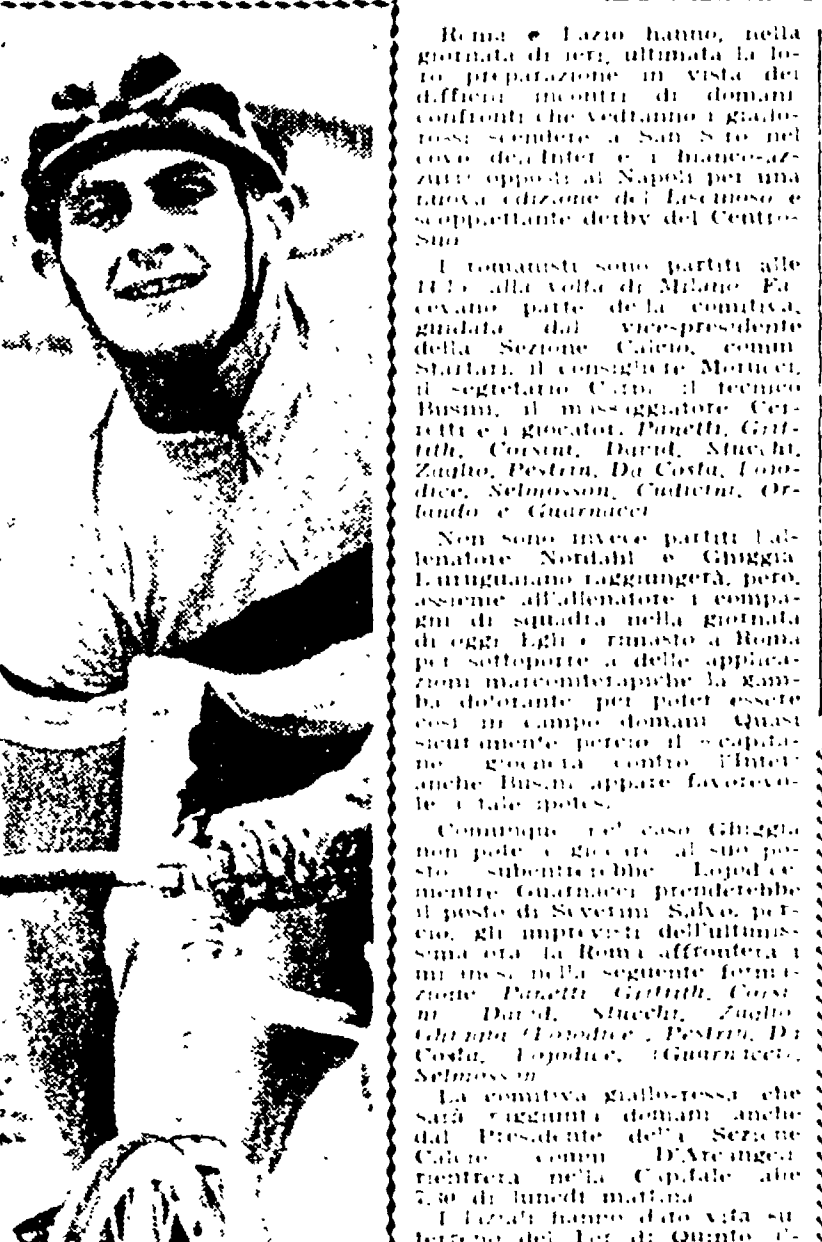 Roma e Lazio hanno, nella
giornata di ieri, ultimata la lo-
ro preparazione in vista dei
difficili incontri di domani
confronti che vedranno i giallo-
rossi scendere a San Siro nel
covo dell'Inter e i bianco-az-
zurri opposti al Napoli per una
nuova edizione del fascinoso e
scoppiettante derby del Centro-
Sud
I romanisti sono partiti alle
alla volta di Milano Fa-
cevano parte della comitiva,
guidata dal vicepresidente
della Sezione Calcio, comm
Startari, il consigliere Morucci,
il segretario il tecnico
Busini, il massaggiatore Cer-
retti e i giocatori, Panetti, Grif-
fith, Corsini, David, Stucchi,
Zaglio, Pestrin, Da Costa, Lojo-
dice, Selmosson, Cudicini, Or-
lando e Guarnacci
Non sono invece partiti l'al-
lenatore Nordahl e Ghiggia
L'uruguaiano raggiungerà, però,
assieme all'allenatore i compa-
gni di squadra nella giornata
di oggi Egli è rimasto a Roma
per sottoporre a delle applica-
zioni marconiterapiche la gam-
ba dolorante per poter essere
così in campo domani Quasi
sicuramente perciò il «capita-
no» giocherà contro l'Inter
anche Busini appare favorevo-
le a tale ipotesi
Comunque nel caso Ghiggia
non potesse giocare al suo po-
sto subentrerebbe Lojodice
mentre Guarnacci prenderebbe
il posto di Severini Salvo, per-
ciò, gli imprevisti dell'ultimis-
sima ora la Roma affronterà i
nella seguente forma-
zione Panetti Griffith, Corsi-
ni David, Stucchi, Zaglio
Ghiggia (Lojodice), Pestrin, Da
Costa, Lojodice, (Guarnacci),
Selmosson
La comitiva giallo-rossa che
sarà raggiunta domani anche
dal Presidente della Sezione
Calcio comm D'Arcangeli
rientrerà nella Capitale alle
7,30 di lunedì mattina
I laziali hanno dato vita sul
terreno del Tor di Quinto